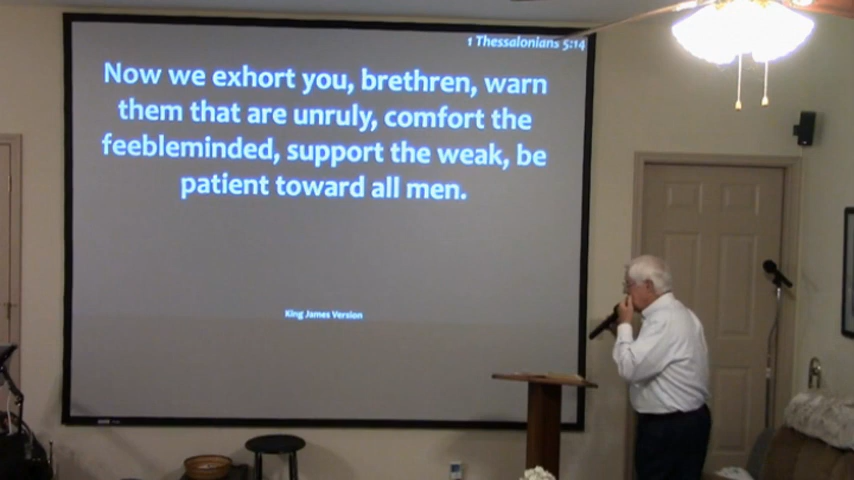 1 Thessalonians 5:14
Now we exhort you, brethren, warn
them that are unruly, comfort the
feebleminded, support the weak, be
patient toward all men.
King James Version